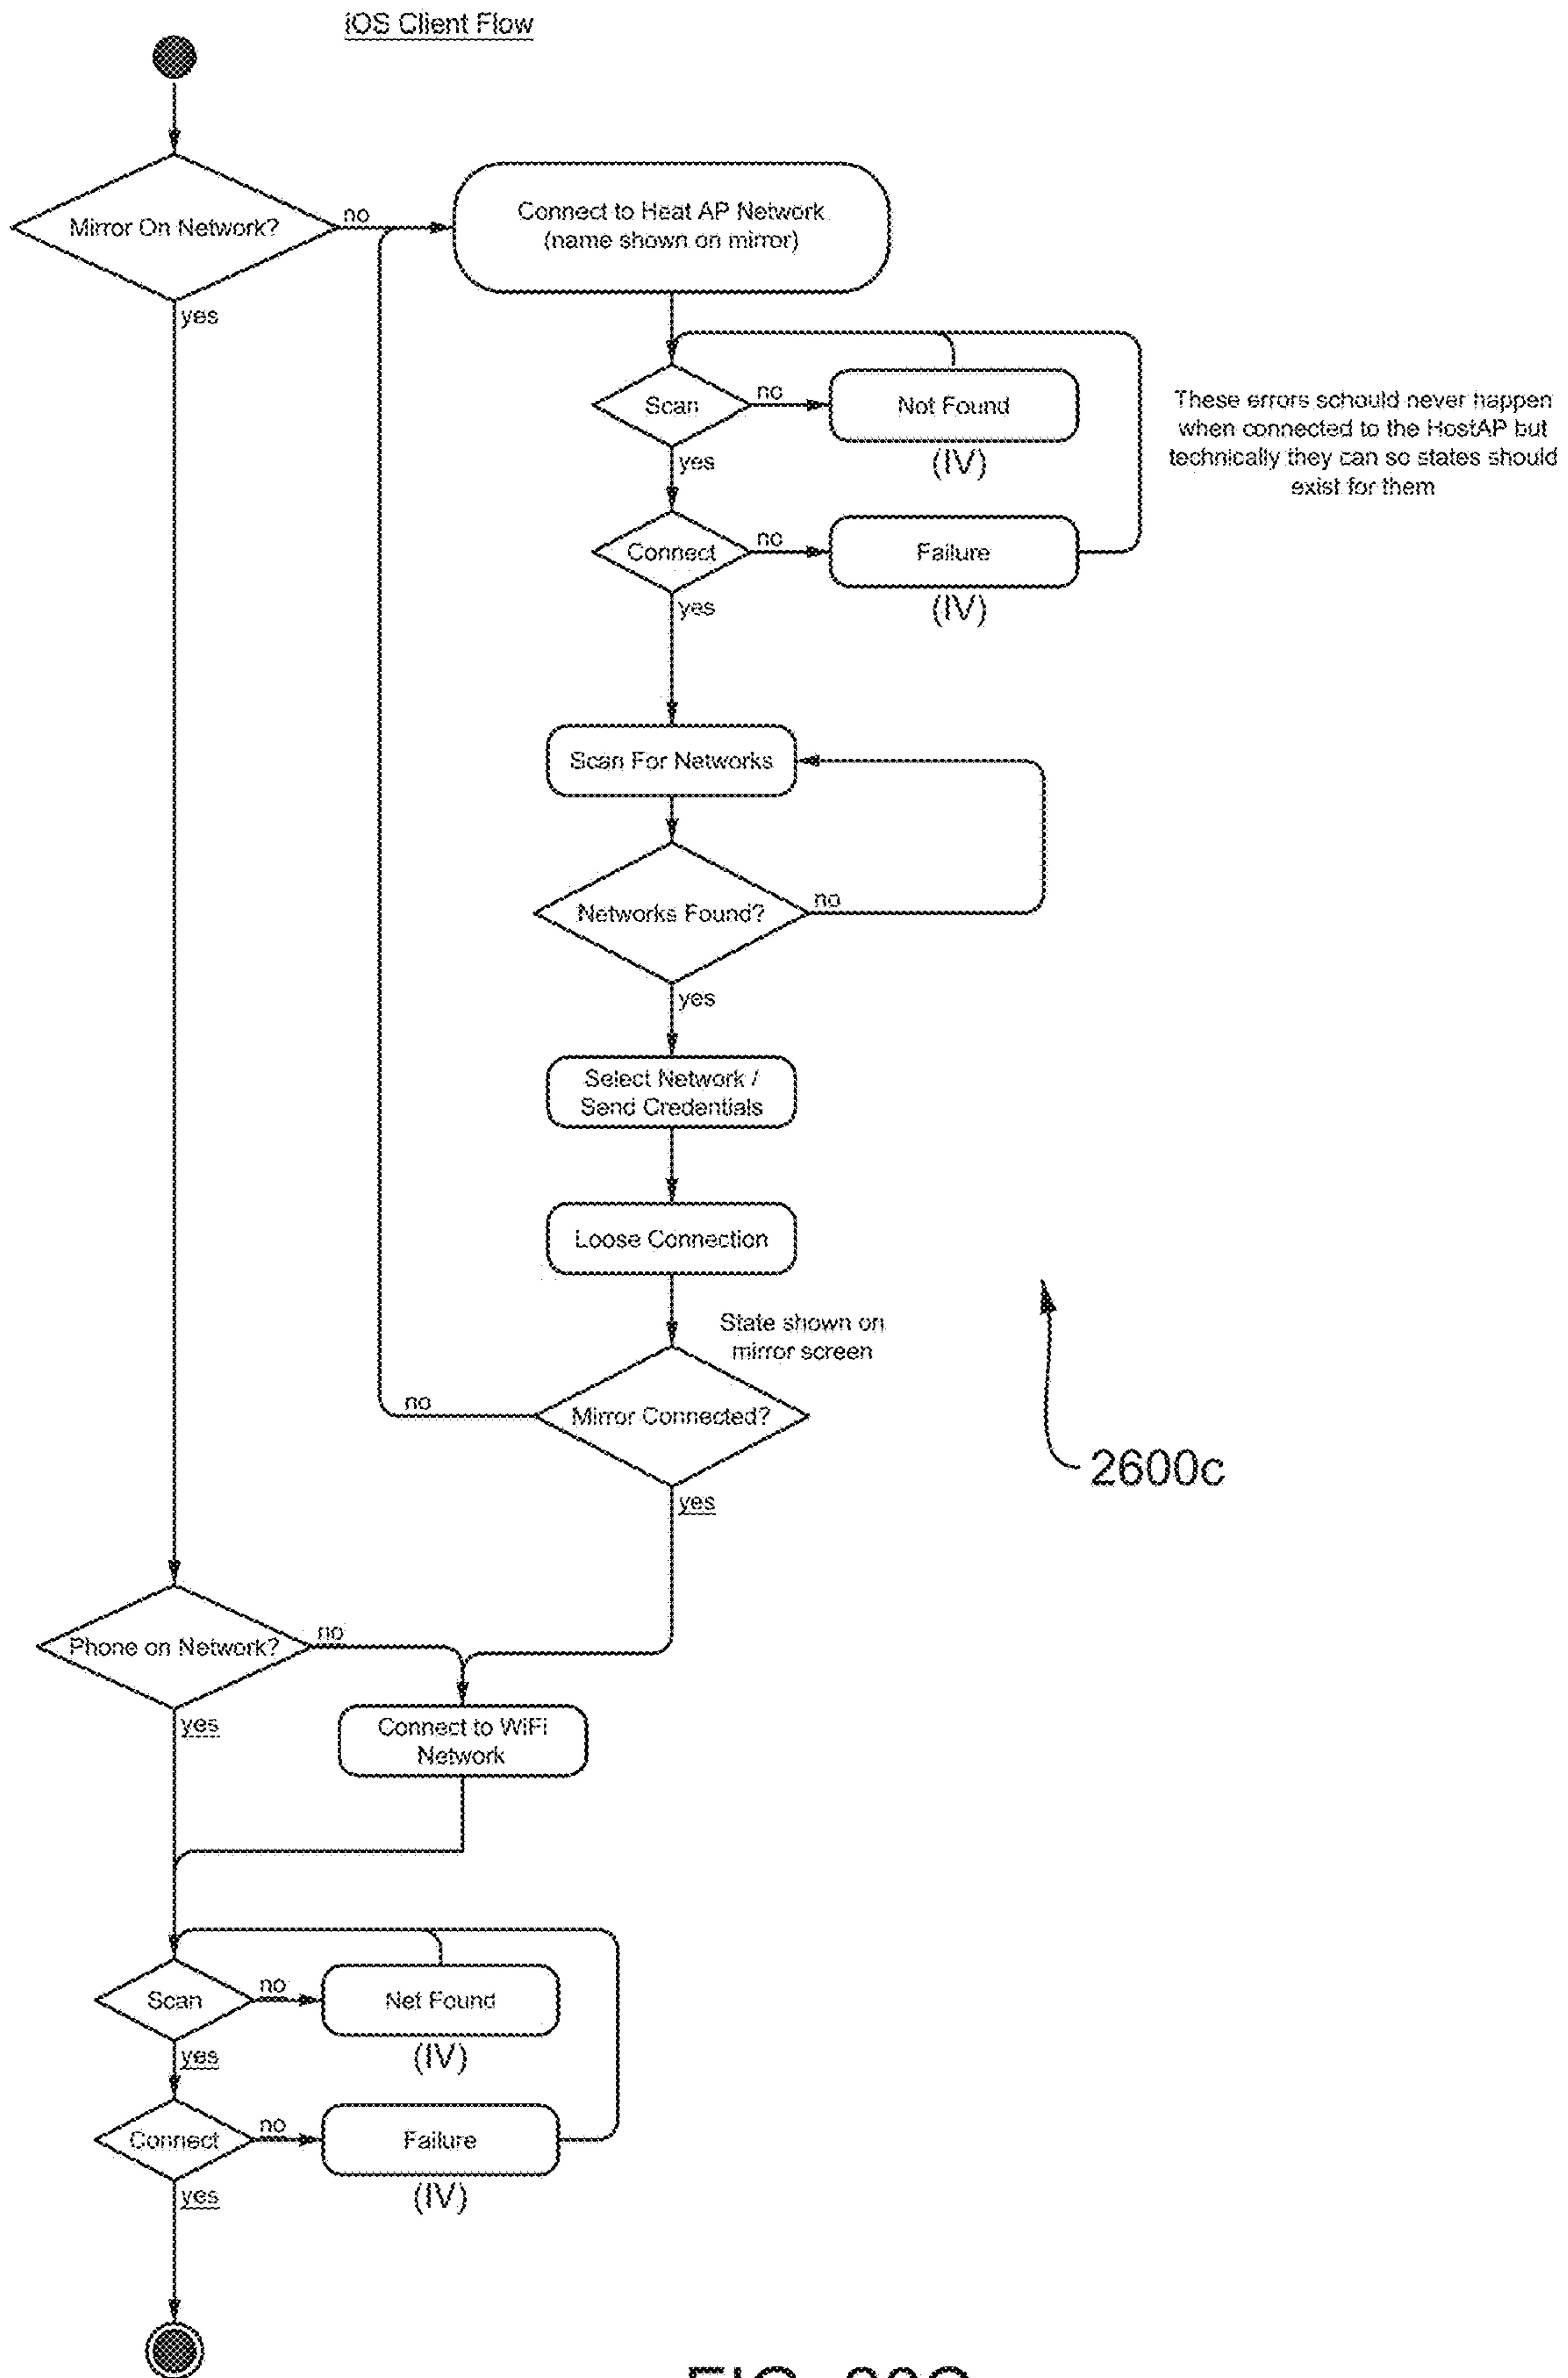 iOS Client Flow
Mirror On Network?
no
yes
Connect to Heat AP Network
(name shown on mirror)
Scan
no
Not Found
(IV)
yes
These errors schould never happen
when connected to the HostAP but
technically they can so states should
exist for them
Connect
no
Failure
(IV)
yes
Scan For Networks
Networks Found?
no
yes
Select Network /
Send Credentials
Loose Connection
State shown on
mirror screen
Mirror Connected?
no
yes
2600c
Phone on Network?
no
yes
Connect to WiFi
Network
Scan
no
Net Found
(IV)
yes
Connect
no
Failure
(IV)
yes